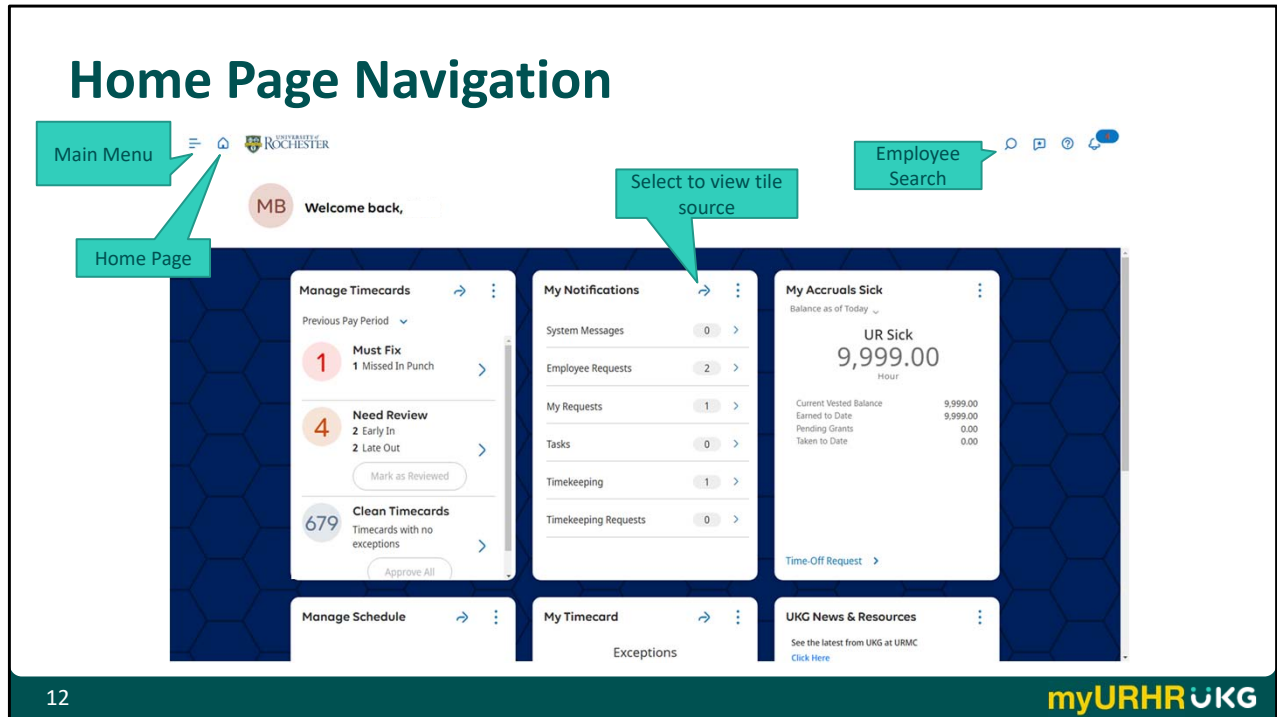 Home Page Navigation
Main Menu
UNIVERSITY of
ROCHESTER
Employee
Search
Select to view tile
source
MB
Welcome back,
Home Page
Manage Timecards
Previous Pay Period
1
Must Fix
1 Missed In Punch
4
Need Review
2 Early In
2 Late Out
Mark as Reviewed
679
Clean Timecards
Timecards with no
exceptions
Approve All
My Notifications
System Messages 0
Employee Requests 2
My Requests 1
Tasks 0
Timekeeping 1
Timekeeping Requests 0
My Accruals Sick
Balance as of Today
UR Sick
9,999.00
Hour
Current Vested Balance 9,999.00
Earned to Date 9,999.00
Pending Grants 0.00
Taken to Date 0.00
Time-Off Request
Manage Schedule
My Timecard
Exceptions
UKG News & Resources
See the latest from UKG at URMC
Click Here
12
myURHR UKG